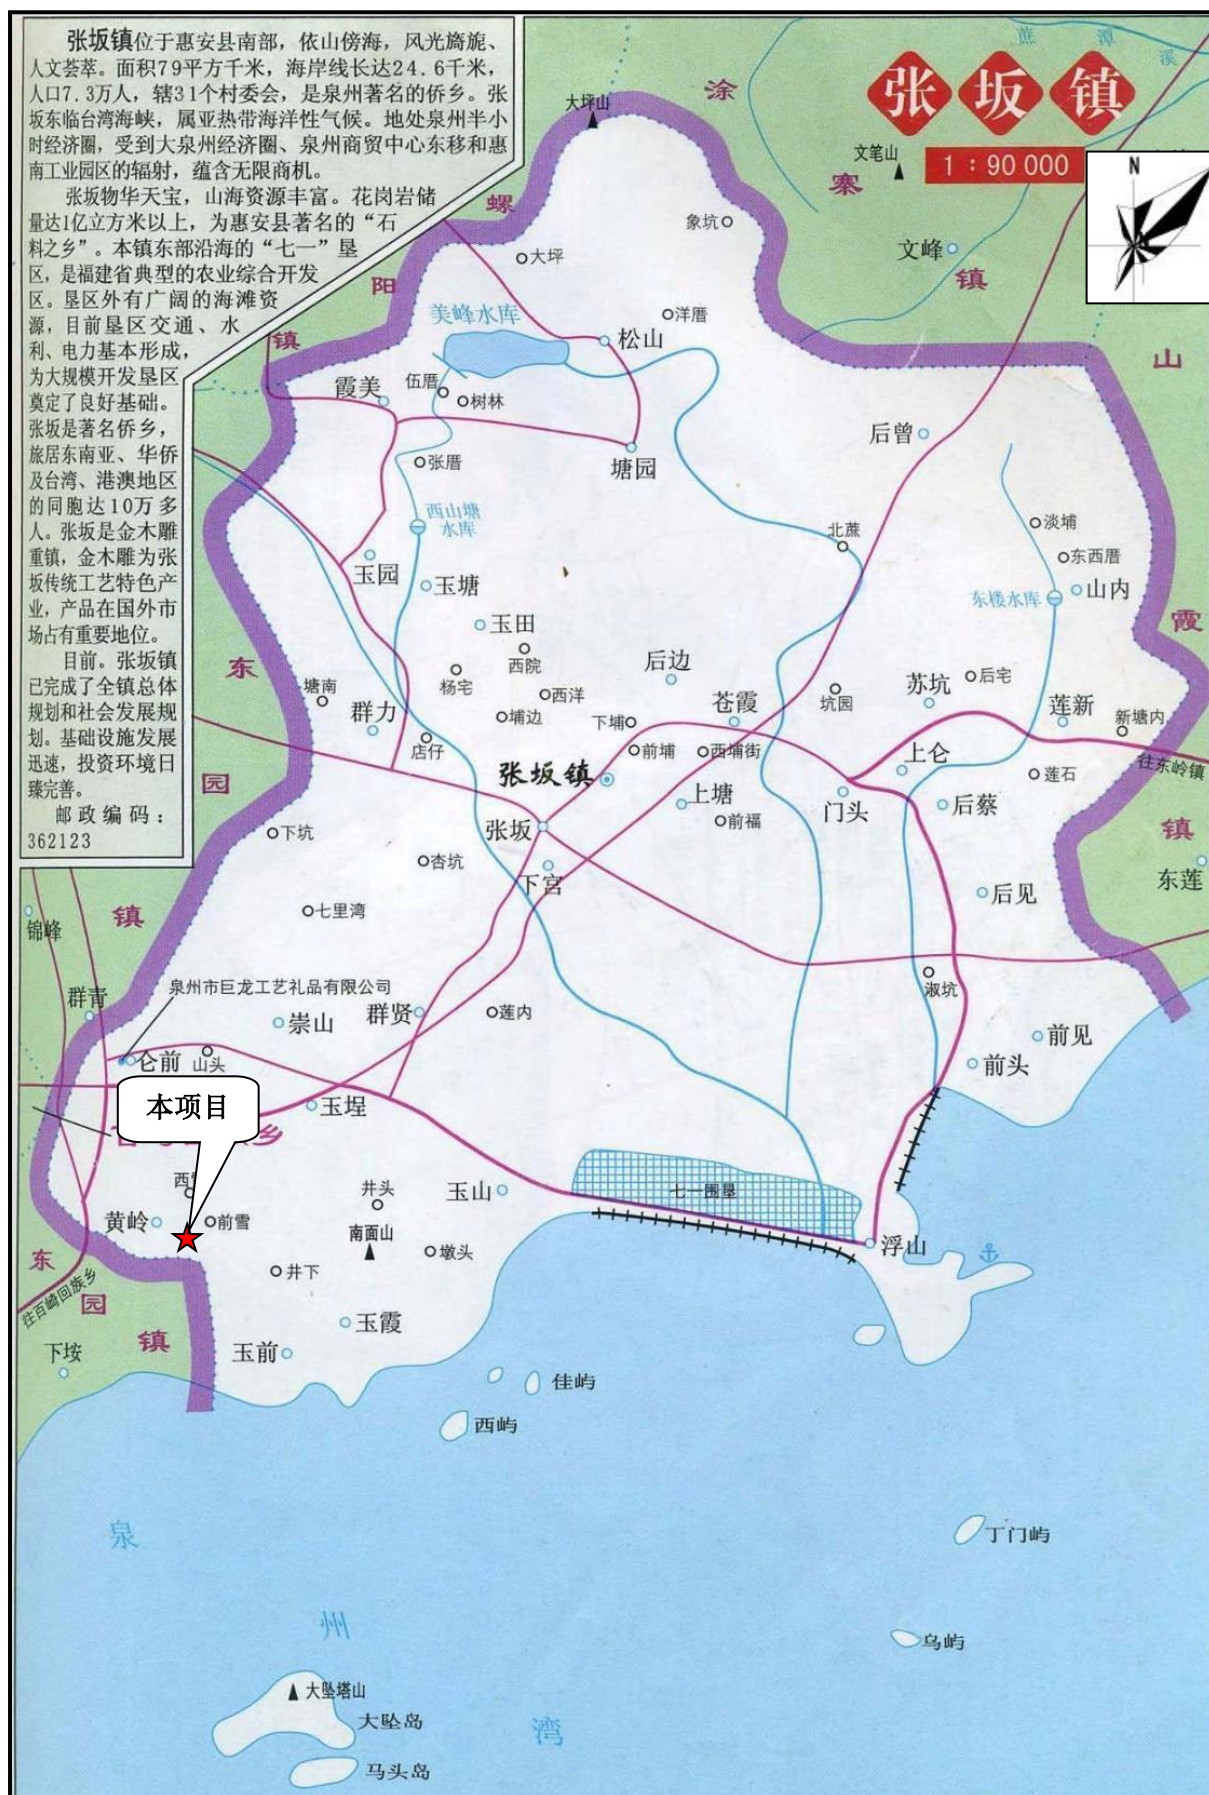 张坂镇位于惠安县南部，依山傍海，风光旖旎、
人文荟萃。面积79平方千米，海岸线长达24.6千米，
人口7.3万人，辖31个村委会，是泉州著名的侨乡。张
坂东临台湾海峡，属亚热带海洋性气候。地处泉州半小
时经济圈，受到大泉州经济圈、泉州商贸中心东移和惠
南工业园区的辐射，蕴含无限商机。
张坂物华天宝，山海资源丰富。花岗岩储
量达1亿立方米以上，为惠安县著名的“石
料之乡”。本镇东部沿海的“七一”垦
区，是福建省典型的农业综合开发
区。垦区外有广阔的海滩资
源，目前垦区交通、水
利、电力基本形成，
为大规模开发垦区
奠定了良好基础。
张坂是著名侨乡，
旅居东南亚、华侨
及台湾、港澳地区
的同胞达10万多
人。张坂是金木雕
重镇，金木雕为张
坂传统工艺特色产
业，产品在国外市
场占有重要地位。
目前。张坂镇
已完成了全镇总体
规划和社会发展规
划。基础设施发展
迅速，投资环境日
臻完善。
邮政编码：
362123
张坂镇
1：90 000
N
蕉潭溪
涂寨镇
大坪山
文笔山
螺阳镇
象坑
文峰
大坪
美峰水库
洋厝
松山
山霞镇
霞美
伍厝
树林
后曾
张厝
塘园
西山塘
水库
北蔗
淡埔
东西厝
玉园
玉塘
东楼水库
山内
玉田
东园镇
西院
后边
塘南
杨宅
西洋
坑园
苏坑
后宅
群力
埔边
下埔
苍霞
莲新
新塘内
店仔
前埔
西埔街
上仑
往东岭镇
张坂镇
莲石
上塘
门头
后蔡
下坑
张坂
前福
杏坑
下宫
东莲
后见
七里湾
锦峰
淑坑
泉州市巨龙工艺礼品有限公司
群青
崇山
群贤
莲内
前见
仑前
山头
前头
本项目
玉埕
乡
井头
玉山
七一围垦
黄岭
前雪
南面山
墩头
浮山
东园镇
井下
往百崎回族乡
玉霞
下垵
玉前
佳屿
西屿
丁门屿
泉州湾
乌屿
大坠塔山
大坠岛
马头岛